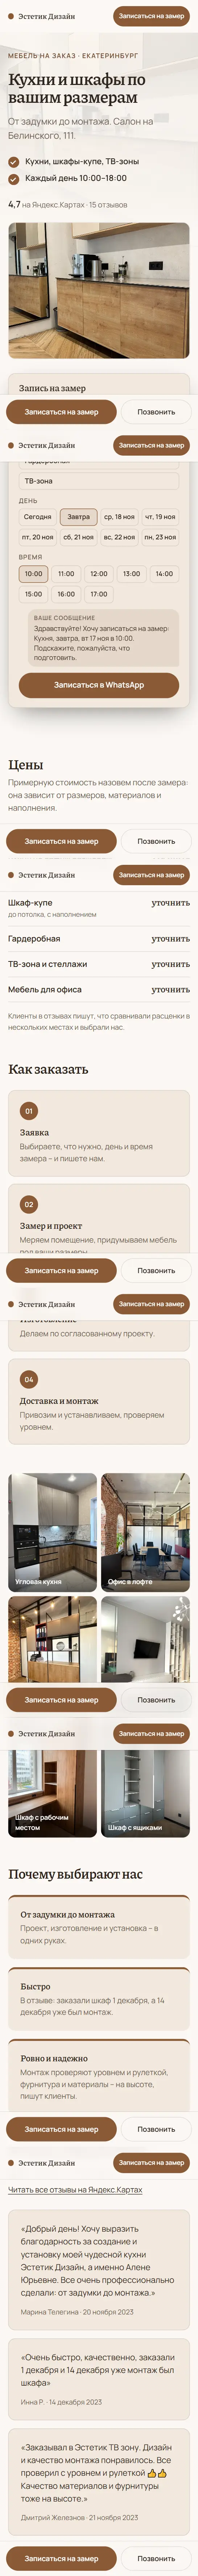 Эстетик Дизайн
Записаться на замер
МЕБЕЛЬ НА ЗАКАЗ · ЕКАТЕРИНБУРГ
Кухни и шкафы по
вашим размерам
От задумки до монтажа. Салон на
Белинского, 111.
Кухни, шкафы-купе, ТВ-зоны
Каждый день 10:00–18:00
4,7 на Яндекс.Картах · 15 отзывов
Запись на замер
Записаться на замер
Позвонить
Эстетик Дизайн
Записаться на замер
Гардеробная
ТВ-зона
ДЕНЬ
Сегодня
Завтра
ср, 18 ноя
чт, 19 ноя
пт, 20 ноя
сб, 21 ноя
вс, 22 ноя
пн, 23 ноя
ВРЕМЯ
10:00
11:00
12:00
13:00
14:00
15:00
16:00
17:00
ВАШЕ СООБЩЕНИЕ
Здравствуйте! Хочу записаться на замер:
Кухня, завтра, вт 17 ноя в 10:00.
Подскажите, пожалуйста, что
подготовить.
Записаться в WhatsApp
Цены
Примерную стоимость назовем после замера:
она зависит от размеров, материалов и
наполнения.
Записаться на замер
Позвонить
Эстетик Дизайн
Записаться на замер
Шкаф-купе
уточнить
до потолка, с наполнением
Гардеробная
уточнить
ТВ-зона и стеллажи
уточнить
Мебель для офиса
уточнить
Клиенты в отзывах пишут, что сравнивали расценки в
нескольких местах и выбрали нас.
Как заказать
01
Заявка
Выбираете, что нужно, день и время
замера – и пишете нам.
02
Замер и проект
Меряем помещение, придумываем мебель
под ваши размеры.
Записаться на замер
Позвонить
Эстетик Дизайн
Записаться на замер
Изготовление
Делаем по согласованному проекту.
04
Доставка и монтаж
Привозим и устанавливаем, проверяем
уровнем.
Угловая кухня
Офис в лофте
Записаться на замер
Позвонить
Эстетик Дизайн
Записаться на замер
Шкаф с рабочим
местом
Шкаф с ящиками
Почему выбирают нас
От задумки до монтажа
Проект, изготовление и установка – в
одних руках.
Быстро
В отзыве: заказали шкаф 1 декабря, а 14
декабря уже был монтаж.
Ровно и надежно
Монтаж проверяют уровнем и рулеткой,
фурнитура и материалы – на высоте,
пишут клиенты.
Записаться на замер
Позвонить
Эстетик Дизайн
Записаться на замер
Читать все отзывы на Яндекс.Картах
«Добрый день! Хочу выразить
благодарность за создание и
установку моей чудесной кухни
Эстетик Дизайн, а именно Алене
Юрьевне. Все очень профессионально
сделали: от задумки до монтажа.»
Марина Телегина · 20 ноября 2023
«Очень быстро, качественно, заказали
1 декабря и 14 декабря уже монтаж был
шкафа»
Инна Р. · 14 декабря 2023
«Заказывал в Эстетик ТВ зону. Дизайн
и качество монтажа понравилось. Все
проверил с уровнем и рулеткой 👍👍
Качество материалов и фурнитуры
тоже на высоте.»
Дмитрий Железнов · 21 ноября 2023
Записаться на замер
Позвонить